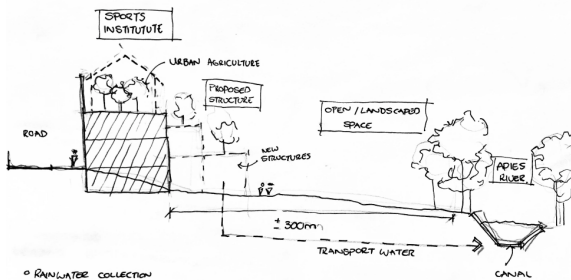 SPORTS
INSTITUTUTE
URBAN AGRICULTURE
PROPOSED
STRUCTURE
OPEN/LANDSCAPED
SPACE
ROAD
NEW
STRUCTURES
APIES
RIVER
± 300m
TRANSPORT WATER
CANAL
○ RAINWATER COLLECTION